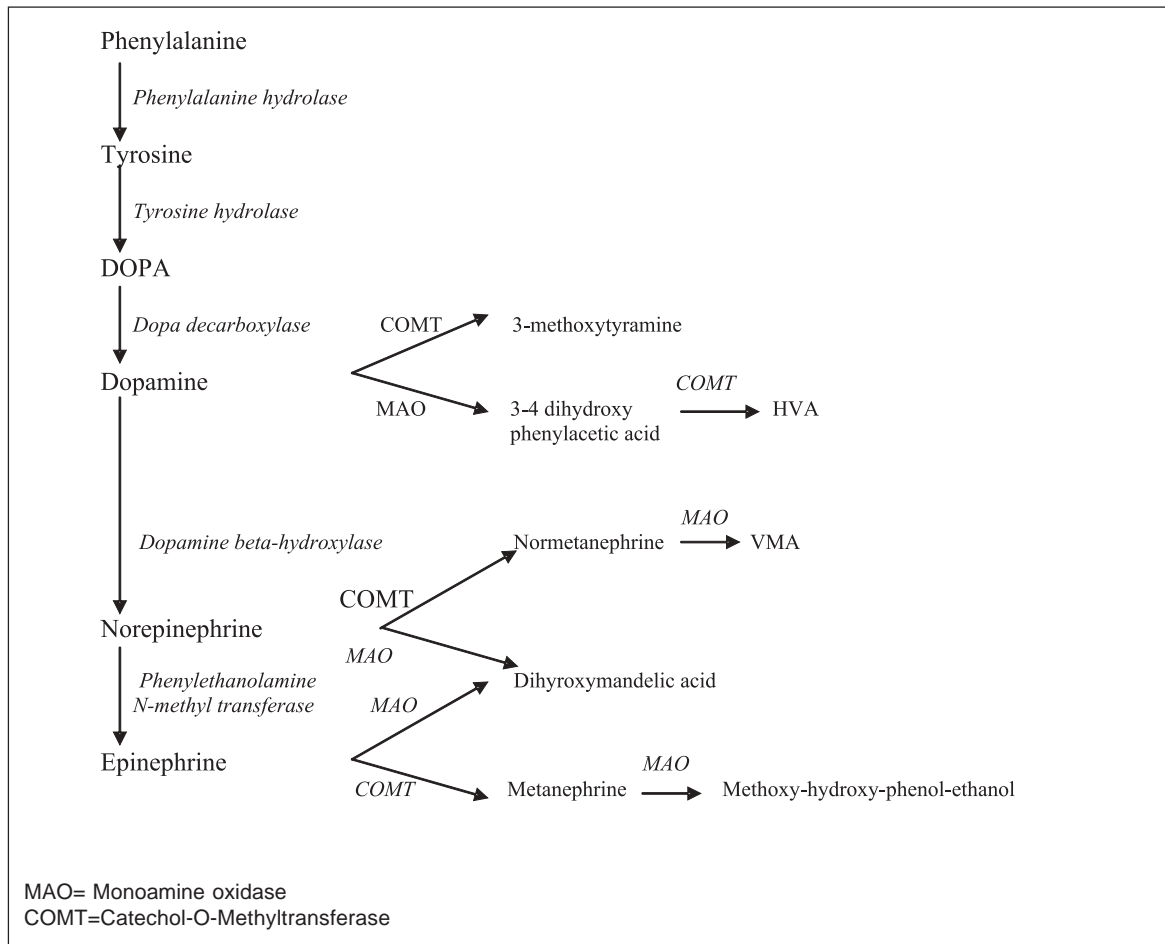 Phenylalanine
Phenylalanine hydrolase
Tyrosine
Tyrosine hydrolase
DOPA
Dopa decarboxylase
COMT
3-methoxytyramine
Dopamine
MAO
3-4 dihydroxy
phenylacetic acid
COMT
HVA
Dopamine beta-hydroxylase
Normetanephrine
MAO
VMA
COMT
Norepinephrine
MAO
Dihyroxymandelic acid
Phenylethanolamine
N-methyl transferase
MAO
Epinephrine
COMT
Metanephrine
MAO
Methoxy-hydroxy-phenol-ethanol
MAO= Monoamine oxidase
COMT=Catechol-O-Methyltransferase